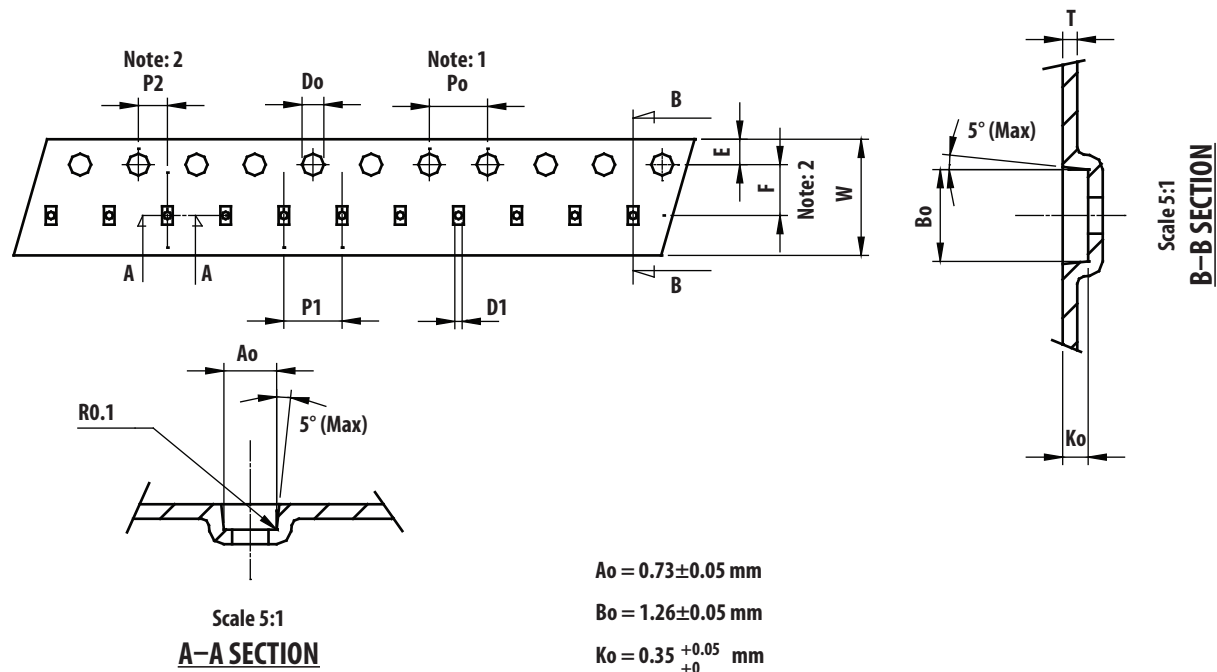 Note: 2
P2
Do
Note: 1
Po
B
E
F
Note: 2
W
A
A
P1
D1
B
T
5° (Max)
Bo
Ko
Scale 5:1
B–B SECTION
Ao
R0.1
5° (Max)
Scale 5:1
A–A SECTION
Ao = 0.73±0.05 mm
Bo = 1.26±0.05 mm
Ko = 0.35 +0.05 mm
±0